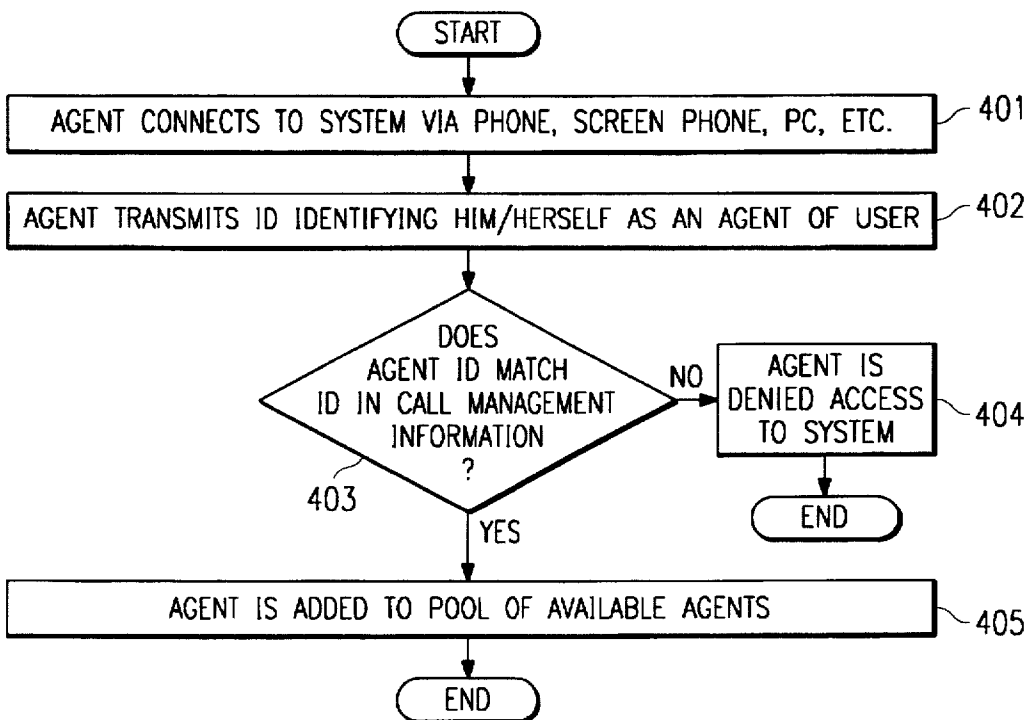 START
AGENT CONNECTS TO SYSTEM VIA PHONE, SCREEN PHONE, PC, ETC.
401
AGENT TRANSMITS ID IDENTIFYING HIM/HERSELF AS AN AGENT OF USER
402
DOES
AGENT ID MATCH
ID IN CALL MANAGEMENT
INFORMATION
?
403
NO
AGENT IS
DENIED ACCESS
TO SYSTEM
404
END
YES
AGENT IS ADDED TO POOL OF AVAILABLE AGENTS
405
END